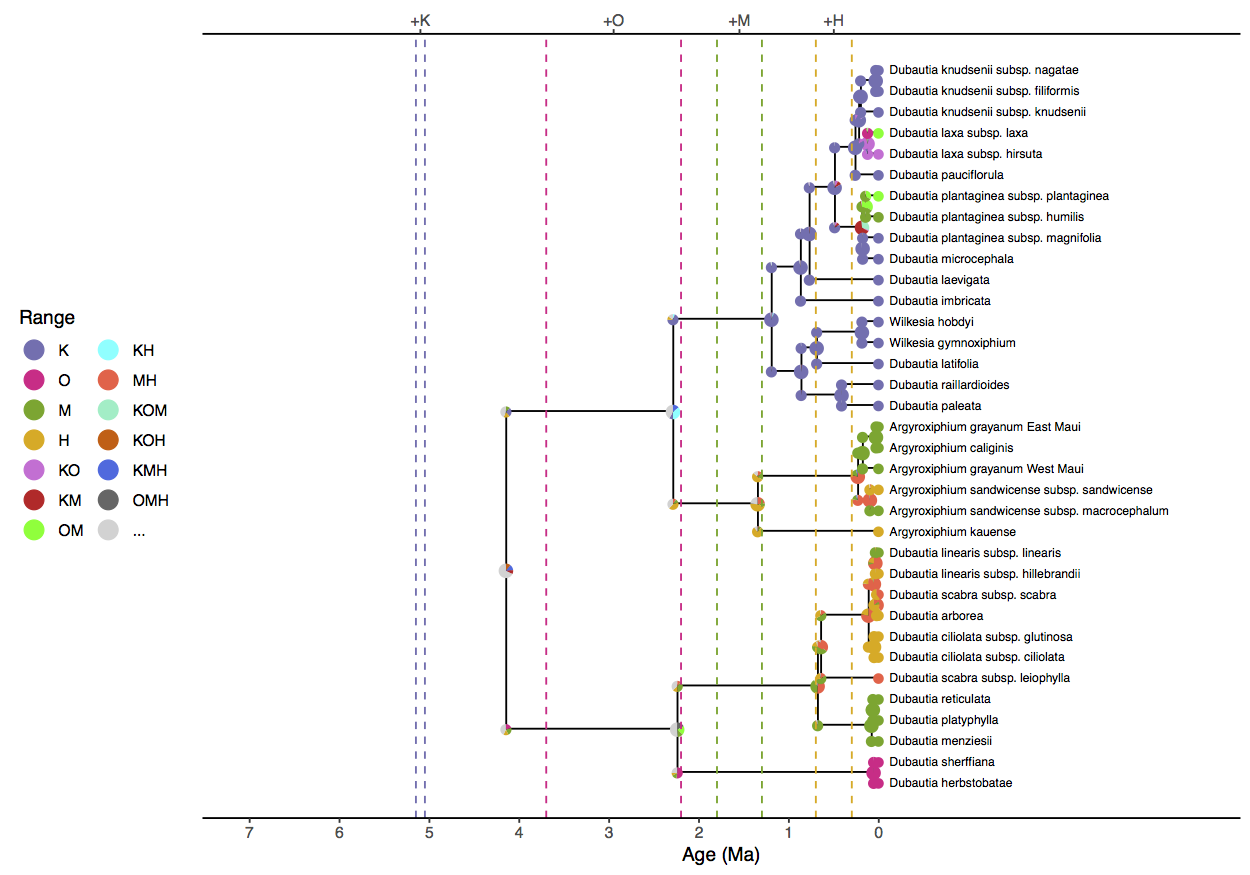 +K +O +M +H
Dubautia knudsenii subsp. nagatae
Dubautia knudsenii subsp. filiformis
Dubautia knudsenii subsp. knudsenii
Dubautia laxa subsp. laxa
Dubautia laxa subsp. hirsuta
Dubautia pauciflorula
Dubautia plantaginea subsp. plantaginea
Dubautia plantaginea subsp. humilis
Dubautia plantaginea subsp. magnifolia
Dubautia microcephala
Dubautia laevigata
Dubautia imbricata
Wilkesia hobdyi
Wilkesia gymnoxiphium
Dubautia latifolia
Dubautia raillardioides
Dubautia paleata
Argyroxiphium grayanum East Maui
Argyroxiphium caliginis
Argyroxiphium grayanum West Maui
Argyroxiphium sandwicense subsp. sandwicense
Argyroxiphium sandwicense subsp. macrocephalum
Argyroxiphium kauense
Dubautia linearis subsp. linearis
Dubautia linearis subsp. hillebrandii
Dubautia scabra subsp. scabra
Dubautia arborea
Dubautia ciliolata subsp. glutinosa
Dubautia ciliolata subsp. ciliolata
Dubautia scabra subsp. leiophylla
Dubautia reticulata
Dubautia platyphylla
Dubautia menziesii
Dubautia sherffiana
Dubautia herbstobatae
Range
K KH
O MH
M KOM
H KOH
KO KMH
KM OMH
OM ...
7 6 5 4 3 2 1 0
Age (Ma)